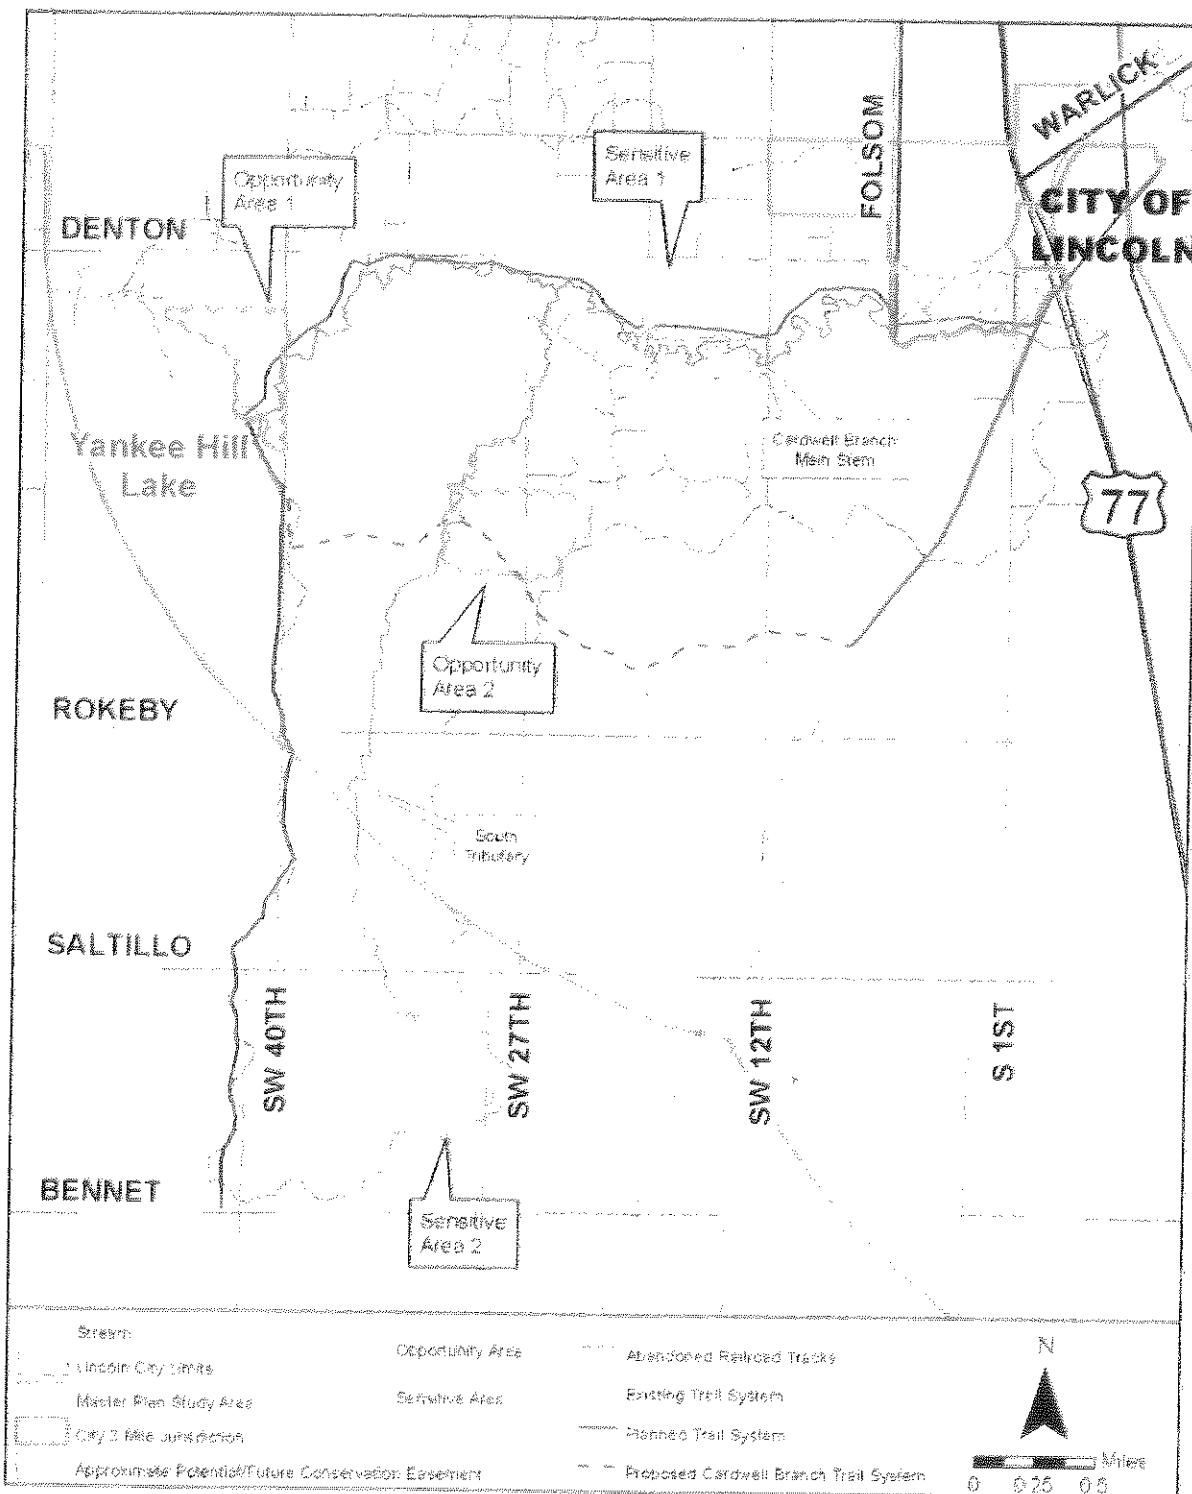 WARLICK
FOLSOM
Sensitive
Area 1
Opportunity
Area 1
CITY OF
LINCOLN
DENTON
Cardwell Branch
Main Stem
Yankee Hill
Lake
77
Opportunity
Area 2
ROKEBY
South
Tributary
SALTILLO
SW 40TH
SW 27TH
SW 12TH
S 1ST
BENNET
Sensitive
Area 2
Stream
Lincoln City Limits
Master Plan Study Area
City 3 Mile Jurisdiction
Approximate Potential/Future Conservation Easement
Opportunity Area
Sensitive Area
Abandoned Railroad Tracks
Existing Trail System
Planned Trail System
Proposed Cardwell Branch Trail System
N
Miles
0 0.25 0.5